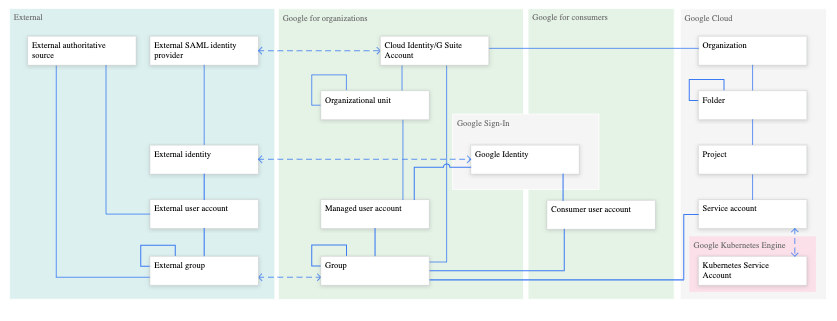 External
Google for organizations
Google for consumers
Google Cloud
External authoritative
source
External SAML identity
provider
Cloud Identity/G Suite
Account
Organization
Organizational unit
Folder
Google Sign-In
External identity
Google Identity
Project
External user account
Managed user account
Consumer user account
Service account
Google Kubernetes Engine
External group
Group
Kubernetes Service
Account